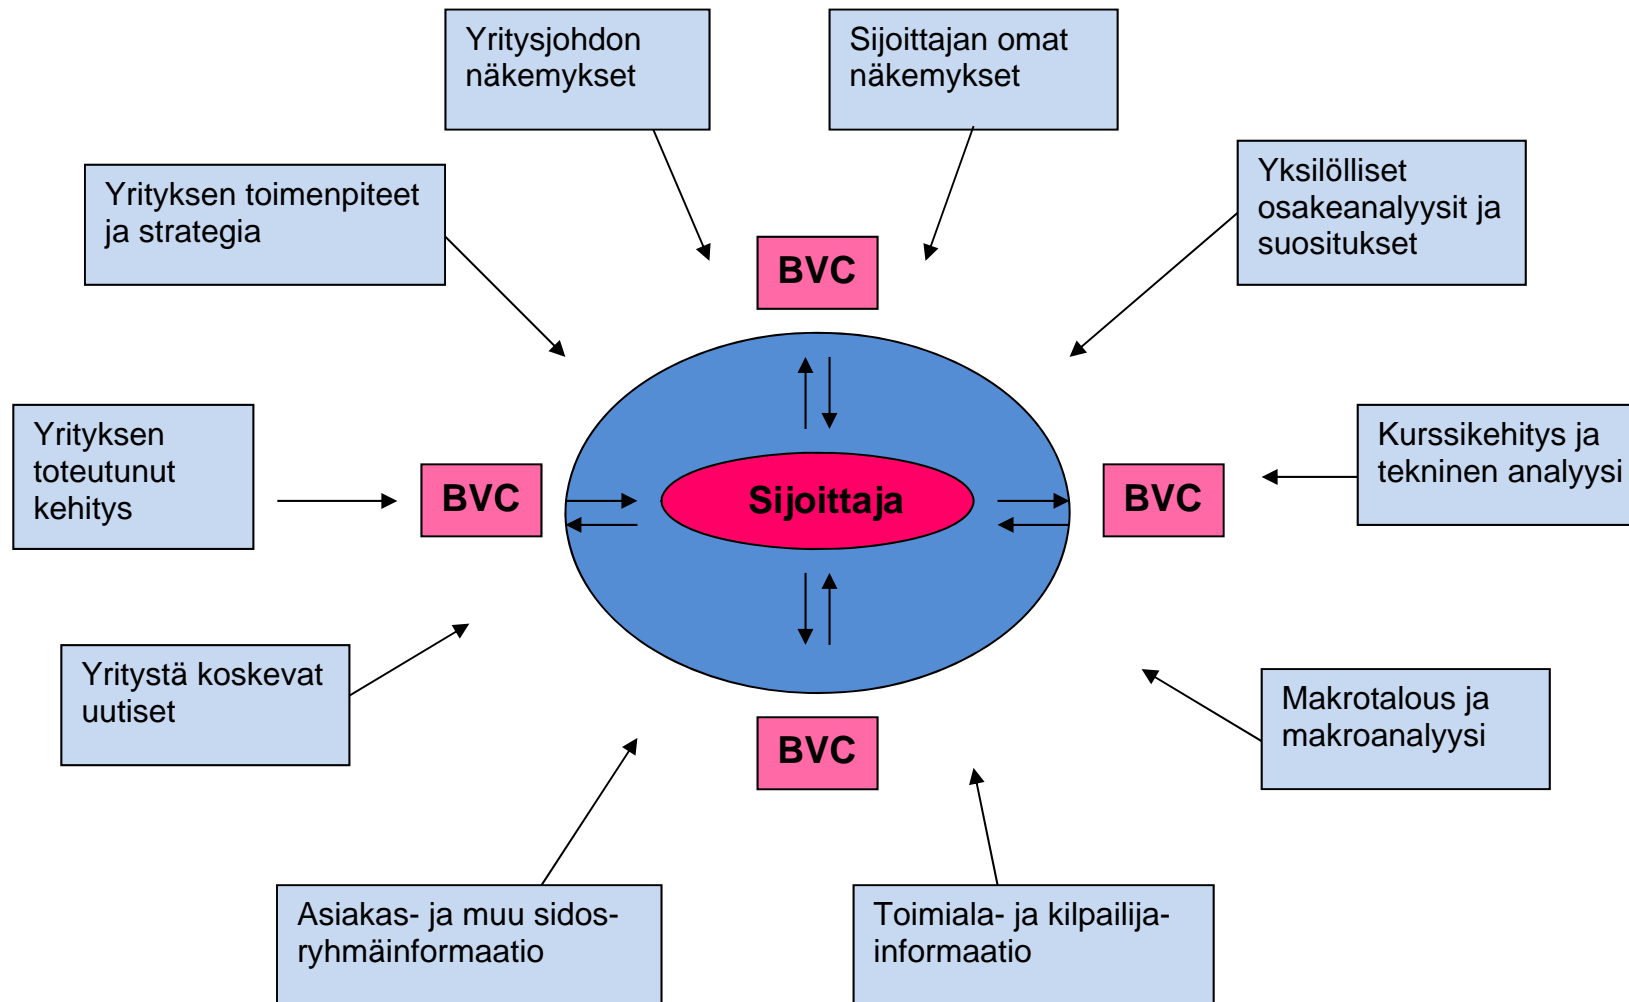 Yritysjohdon
näkemykset
Sijoittajan omat
näkemykset
Yksilölliset
osakeanalyysit ja
suositukset
Yrityksen toimenpiteet
ja strategia
BVC
Yrityksen
toteutunut
kehitys
BVC
Sijoittaja
BVC
Kurssikehitys ja
tekninen analyysi
Yritystä koskevat
uutiset
Makrotalous ja
makroanalyysi
BVC
Asiakas- ja muu sidos-
ryhmäinformaatio
Toimiala- ja kilpailija-
informaatio